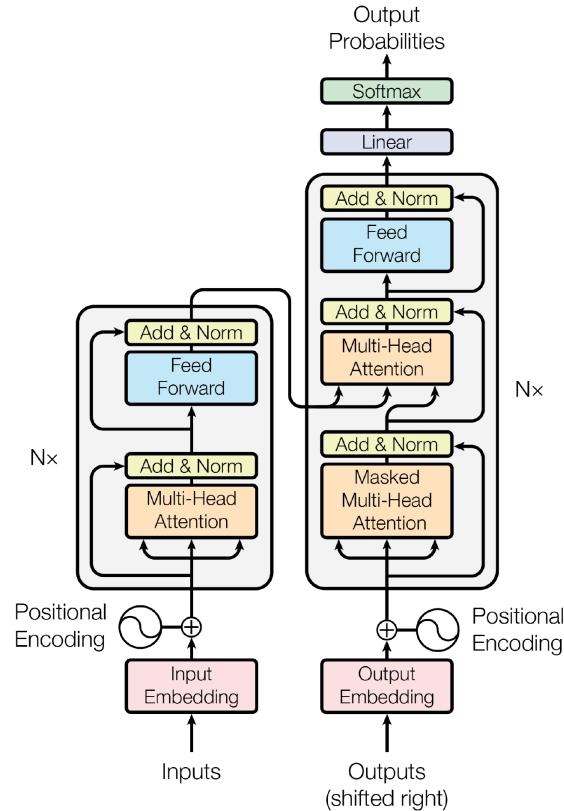 Output
Probabilities
Softmax
Linear
Add & Norm
Feed
Forward
Add & Norm
Multi-Head
Attention
Add & Norm
Masked
Multi-Head
Attention
N×
Add & Norm
Feed
Forward
Add & Norm
Multi-Head
Attention
N×
Positional
Encoding
Positional
Encoding
Input
Embedding
Output
Embedding
Inputs
Outputs
(shifted right)